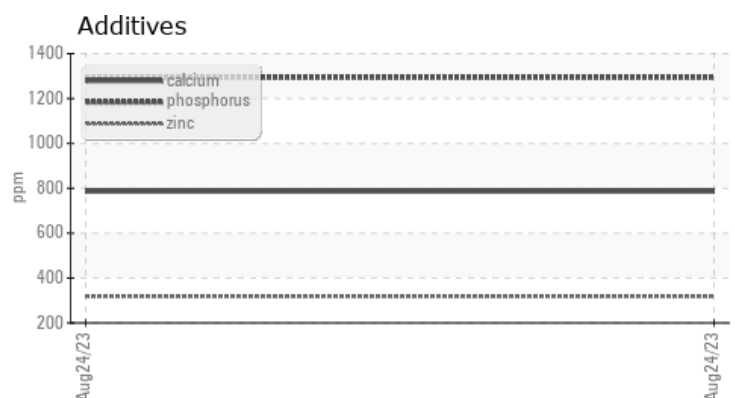 Additives
1400
1200
1000
800
600
400
200
ppm
calcium
phosphorus
zinc
Aug24/23
Aug24/23